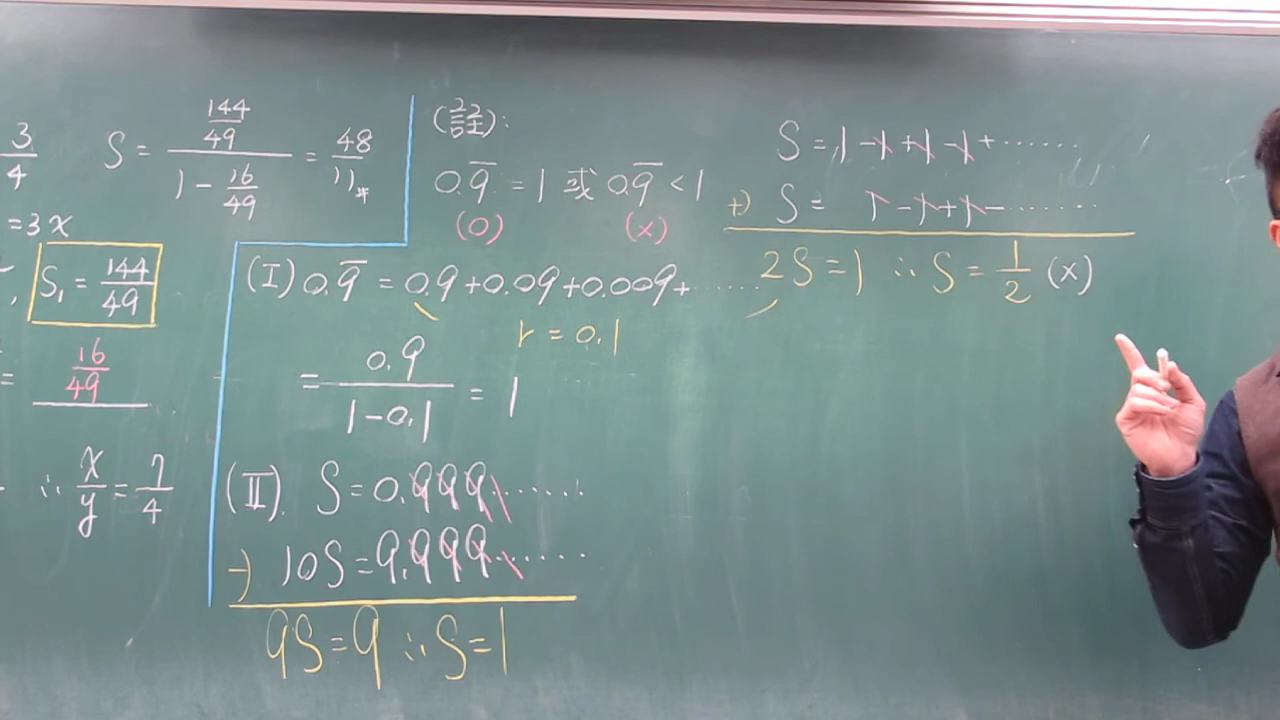 3/4
S = (144/49)/(1 - 16/49) = 48/11 #
= 3x
S₁ = 144/49
= 16/49
∴ x/y = 7/4
(註):
0.9̅ = 1 或 0.9̅ < 1
(O) (×)
(I) 0.9̅ = 0.9 + 0.09 + 0.009 + ......
r = 0.1
= 0.9/(1-0.1) = 1
(II). S = 0.999......
-) 10S = 9.999......
9S = 9 ∴ S = 1
S = 1 - 1 + 1 - 1 + ......
+) S = 1 - 1 + 1 - ........
2S = 1 ∴ S = 1/2 (×)